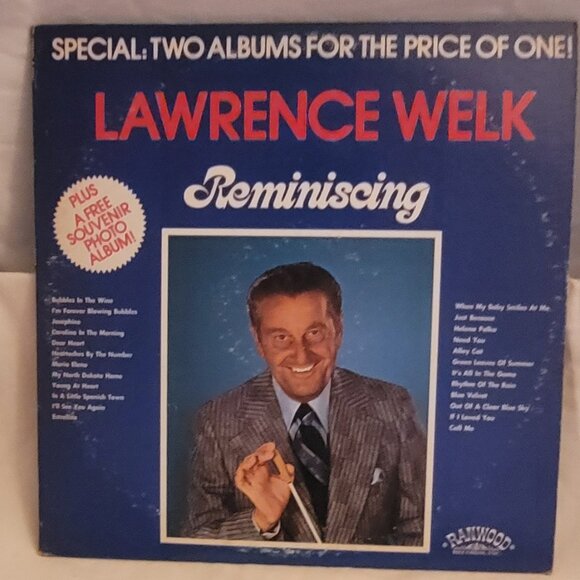 SPECIAL: TWO ALBUMS FOR THE PRICE OF ONE!
LAWRENCE WELK
Reminiscing
PLUS
A FREE
SOUVENIR
PHOTO
ALBUM!
Bubbles In The Wine
I'm Forever Blowing Bubbles
Josephine
Carolina In The Morning
Dear Heart
Heartaches By The Number
Maria Elena
My North Dakota Home
Young At Heart
In A Little Spanish Town
I'll See You Again
Emelia
When My Baby Smiles At Me
Just Because
Helena Polka
Need You
Alley Cat
Green Leaves Of Summer
It's All In The Game
Rhythm Of The Rain
Blue Velvet
Out Of A Clear Blue Sky
If I Loved You
Call Me
RANWOOD